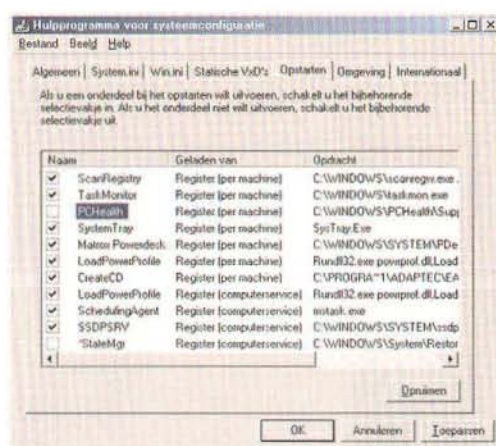 Hulpprogramma voor systeemconfiguratie
Bestand Beeld Help
Algemeen System.ini Win.ini Statische VxD's Opstarten Omgeving Internationaal
Als u een onderdeel bij het opstarten wilt uitvoeren, schakelt u het bijbehorende
selectievakje in. Als u het onderdeel niet wilt uitvoeren, schakelt u het bijbehorende
selectievakje uit.
Naam Geladen van Opdracht
ScanRegistry Register (per machine) C:\WINDOWS\scanregw.exe
TaskMonitor Register (per machine) C:\WINDOWS\taskmon.exe
PCHealth Register (per machine) C:\WINDOWS\PCHealth\Supp
SystemTray Register (per machine) SysTray.Exe
Matrox Powerdesk Register (per machine) C:\WINDOWS\SYSTEM\PDe
LoadPowerProfile Register (per machine) Rundll32.exe powrprof.dll,Load
CreateCD Register (per machine) C:\PROGRA~1\ADAPTEC\EA
LoadPowerProfile Register (computerservice) Rundll32.exe powrprof.dll,Load
SchedulingAgent Register (computerservice) mstask.exe
SSDPSRV Register (computerservice) C:\WINDOWS\SYSTEM\ssdp
*StateMgr Register (computerservice) C:\WINDOWS\System\Restor
Opruimen
OK Annuleren Toepassen